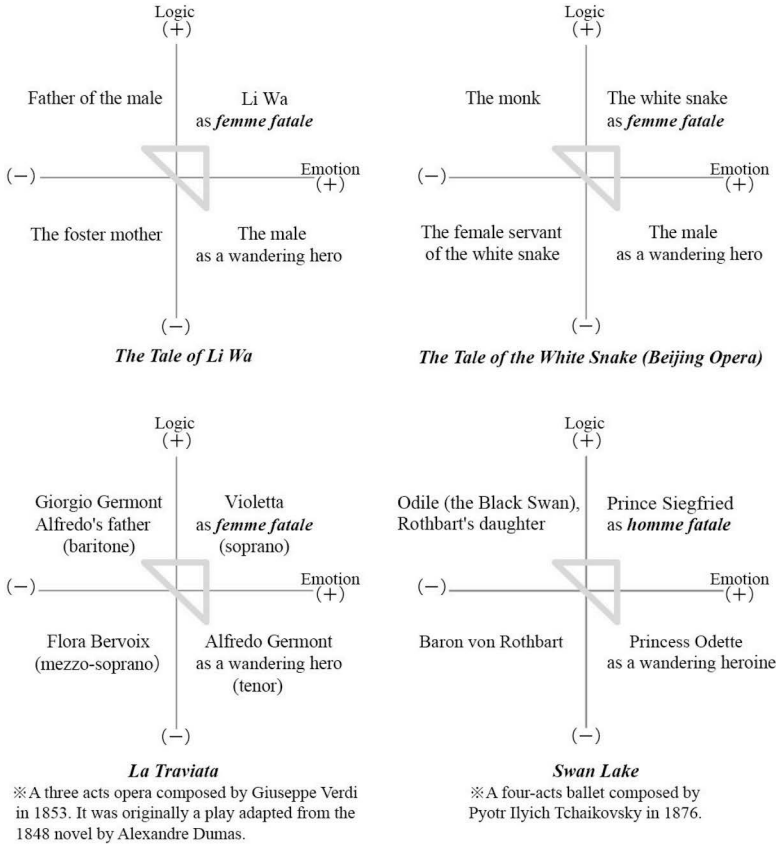 Logic
(+)
Father of the male
Li Wa
as femme fatale
(−)
Emotion
(+)
The foster mother
The male
as a wandering hero
(−)
The Tale of Li Wa
Logic
(+)
The monk
The white snake
as femme fatale
(−)
Emotion
(+)
The female servant
of the white snake
The male
as a wandering hero
(−)
The Tale of the White Snake (Beijing Opera)
Logic
(+)
Giorgio Germont
Alfredo's father
(baritone)
Violetta
as femme fatale
(soprano)
(−)
Emotion
(+)
Flora Bervoix
(mezzo-soprano)
Alfredo Germont
as a wandering hero
(tenor)
(−)
La Traviata
※A three acts opera composed by Giuseppe Verdi
in 1853. It was originally a play adapted from the
1848 novel by Alexandre Dumas.
Logic
(+)
Odile (the Black Swan),
Rothbart's daughter
Prince Siegfried
as homme fatale
(−)
Emotion
(+)
Baron von Rothbart
Princess Odette
as a wandering heroine
(−)
Swan Lake
※A four-acts ballet composed by
Pyotr Ilyich Tchaikovsky in 1876.